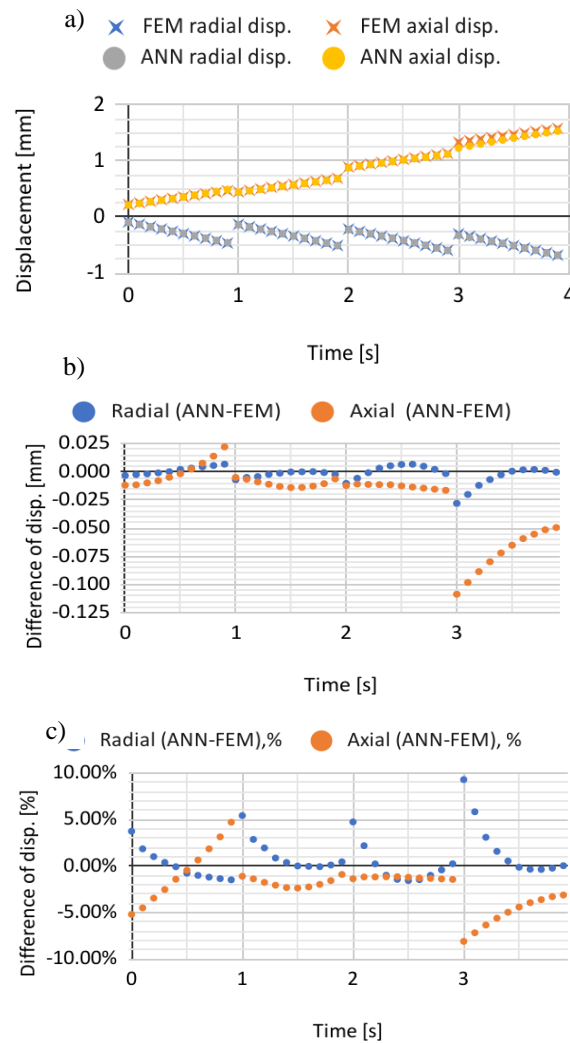 a)
FEM radial disp. FEM axial disp.
ANN radial disp. ANN axial disp.
Displacement [mm]
2
1
0
-1
0 1 2 3 4
Time [s]
b)
Radial (ANN-FEM) Axial (ANN-FEM)
Difference of disp. [mm]
0.025
0.000
-0.025
-0.050
-0.075
-0.100
-0.125
0 1 2 3
Time [s]
c)
Radial (ANN-FEM),% Axial (ANN-FEM), %
Difference of disp. [%]
10.00%
5.00%
0.00%
-5.00%
-10.00%
0 1 2 3
Time [s]